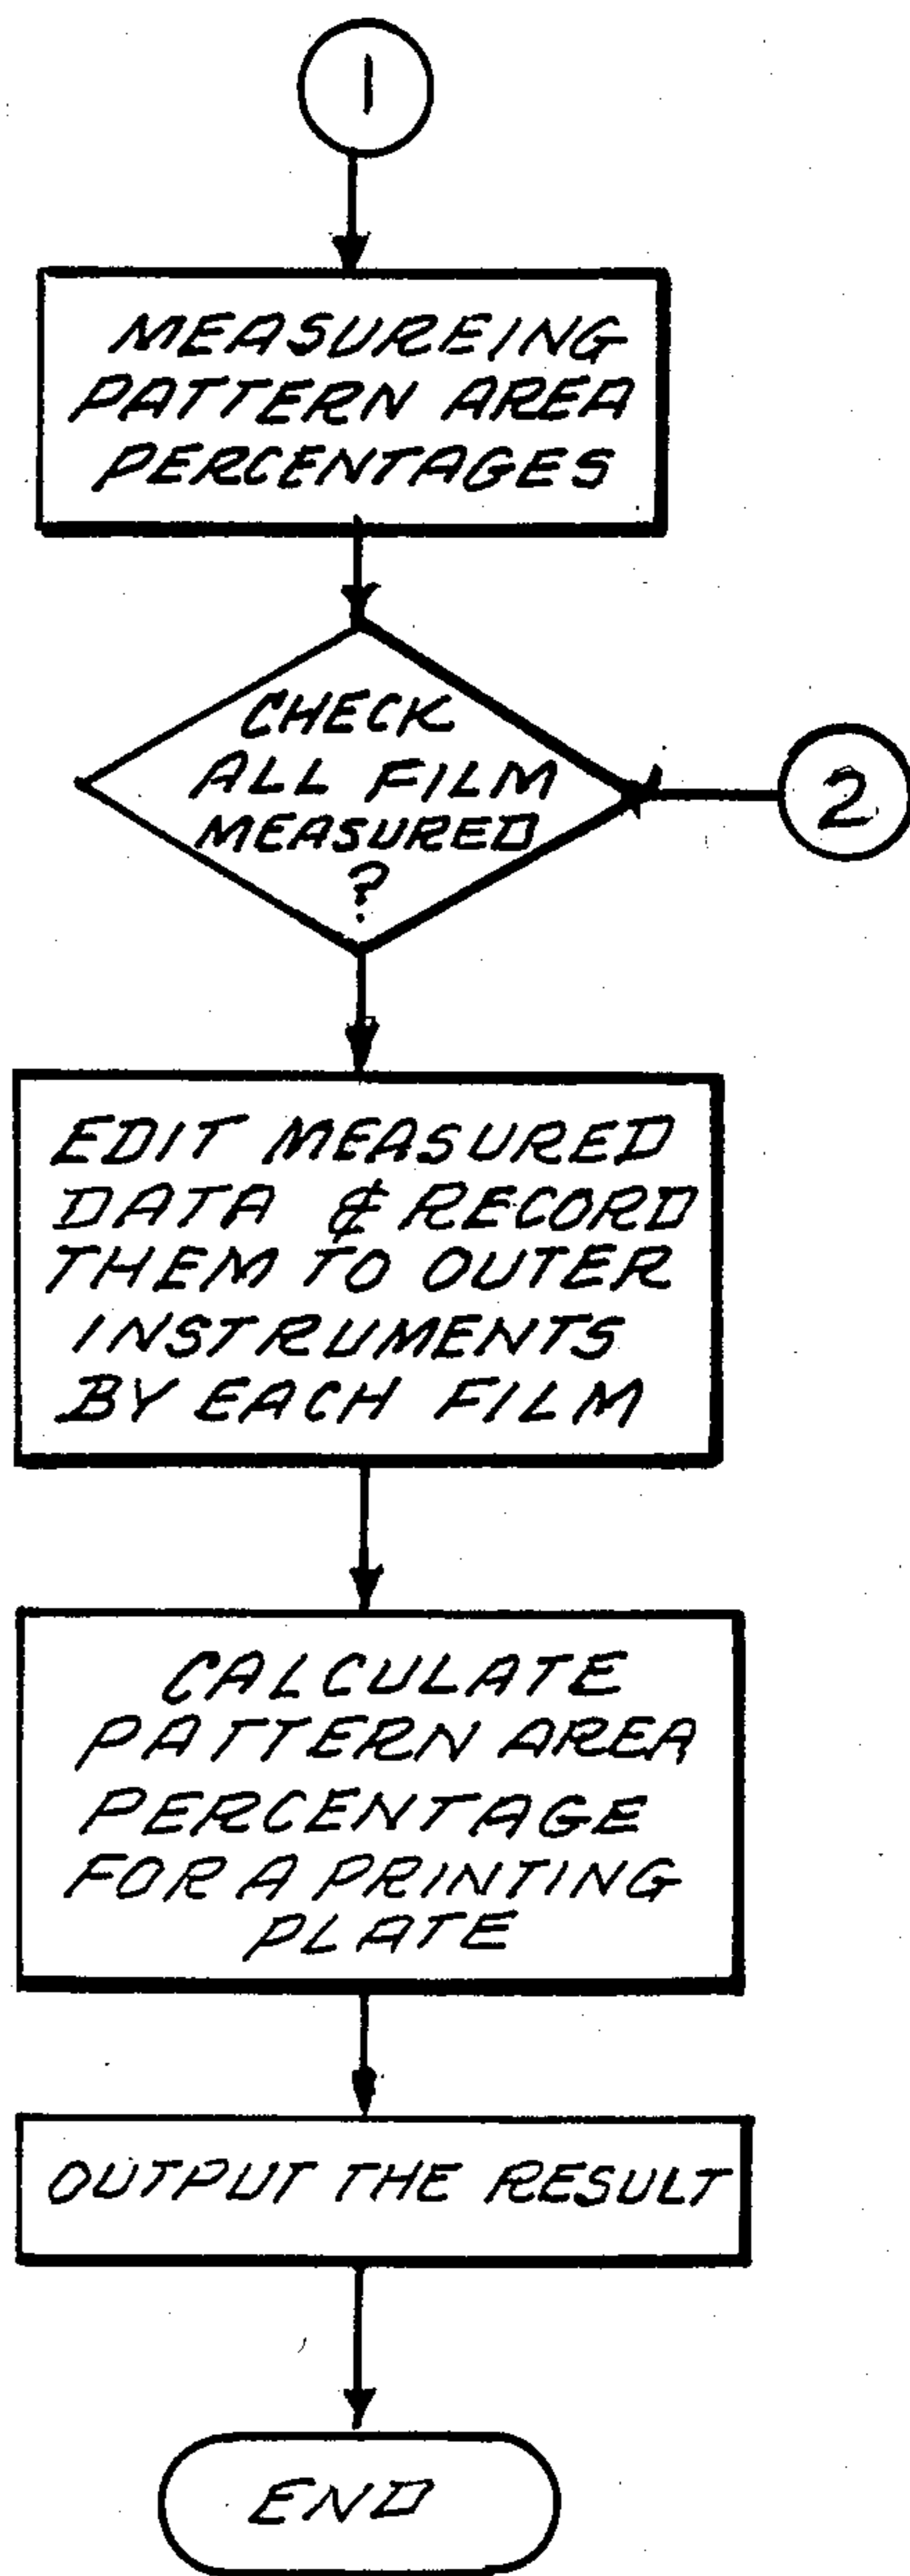 1
MEASUREING
PATTERN AREA
PERCENTAGES
CHECK
ALL FILM
MEASURED
?
2
EDIT MEASURED
DATA & RECORD
THEM TO OUTER
INSTRUMENTS
BY EACH FILM
CALCULATE
PATTERN AREA
PERCENTAGE
FOR A PRINTING
PLATE
OUTPUT THE RESULT
END